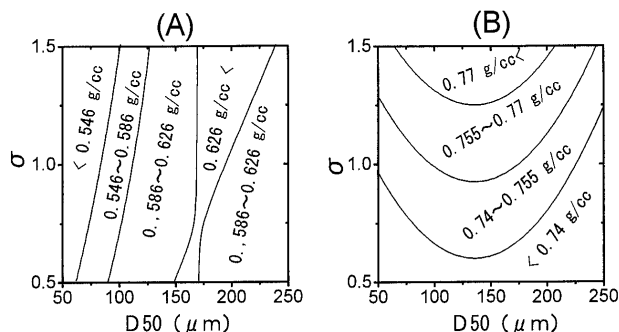 (A)
(B)
1.5
1.0
0.5
σ
< 0.546 g/cc
0.546~0.586 g/cc
0.,586~0.626 g/cc
0.626 g/cc <
0.,586~0.626 g/cc
50 100 150 200 250
D50 (μm)
1.5
1.0
0.5
σ
0.77 g/cc<
0.755~0.77 g/cc
0.74~0.755 g/cc
< 0.74 g/cc
50 100 150 200 250
D50 (μm)